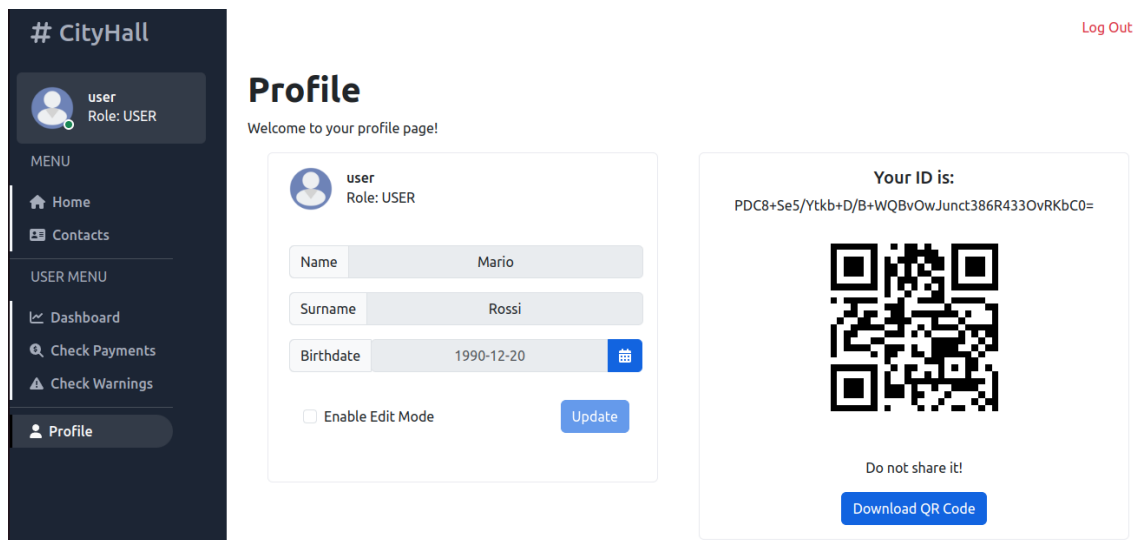 # CityHall
Log Out
user
Role: USER
MENU
Home
Contacts
USER MENU
Dashboard
Check Payments
Check Warnings
Profile
Profile
Welcome to your profile page!
user
Role: USER
Name Mario
Surname Rossi
Birthdate 1990-12-20
Enable Edit Mode Update
Your ID is:
PDC8+Se5/Ytkb+D/B+WQBvOwJunct386R433OvRKbC0=
Do not share it!
Download QR Code